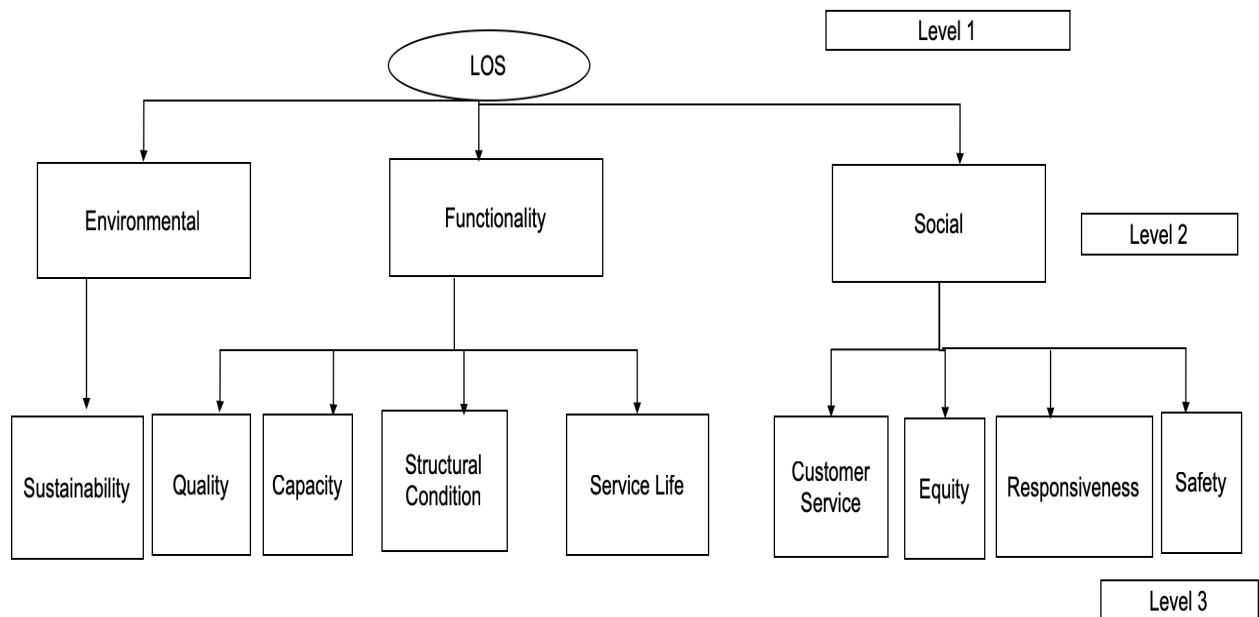 Level 1
LOS
Environmental
Functionality
Social
Level 2
Sustainability
Quality
Capacity
Structural
Condition
Service Life
Customer
Service
Equity
Responsiveness
Safety
Level 3